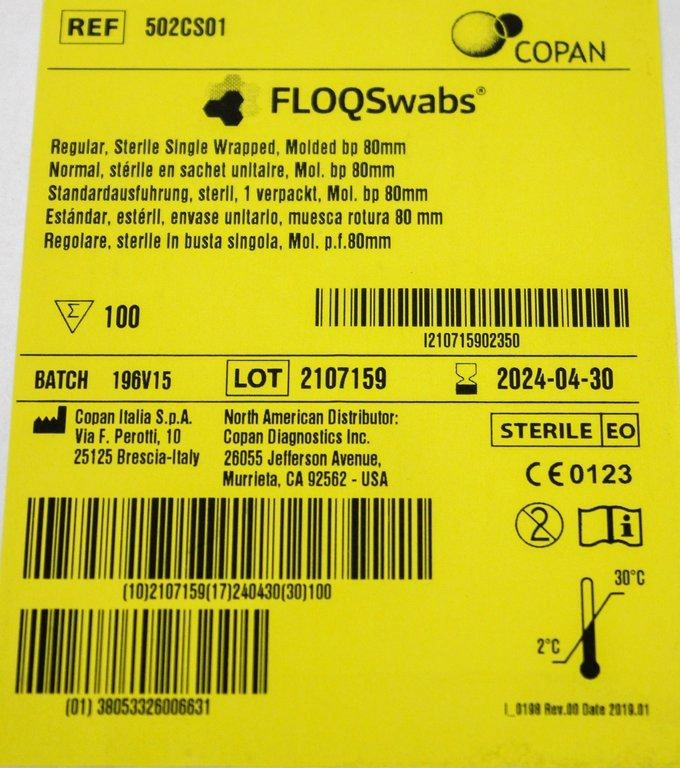 REF 502CS01
COPAN
FLOQSwabs®
Regular, Sterile Single Wrapped, Molded bp 80mm
Normal, stérile en sachet unitaire, Mol. bp 80mm
Standardausfuhrung, steril, 1 verpackt, Mol. bp 80mm
Estándar, estéril, envase unitario, muesca rotura 80 mm
Regolare, sterile in busta singola, Mol. p.f.80mm
Σ 100
I210715902350
BATCH 196V15 LOT 2107159 2024-04-30
Copan Italia S.p.A.
Via F. Perotti, 10
25125 Brescia-Italy
North American Distributor:
Copan Diagnostics Inc.
26055 Jefferson Avenue,
Murrieta, CA 92562 - USA
STERILE EO
CE 0123
2 i
(10)2107159(17)240430(30)100
30°C
2°C
(01) 38053326006631
I_0198 Rev.00 Date 2019.01